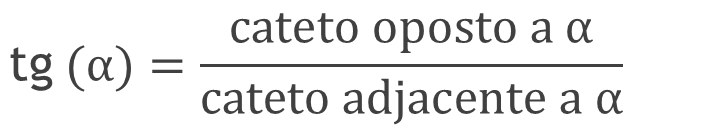 cateto oposto a α
tg (α) =
cateto adjacente a α